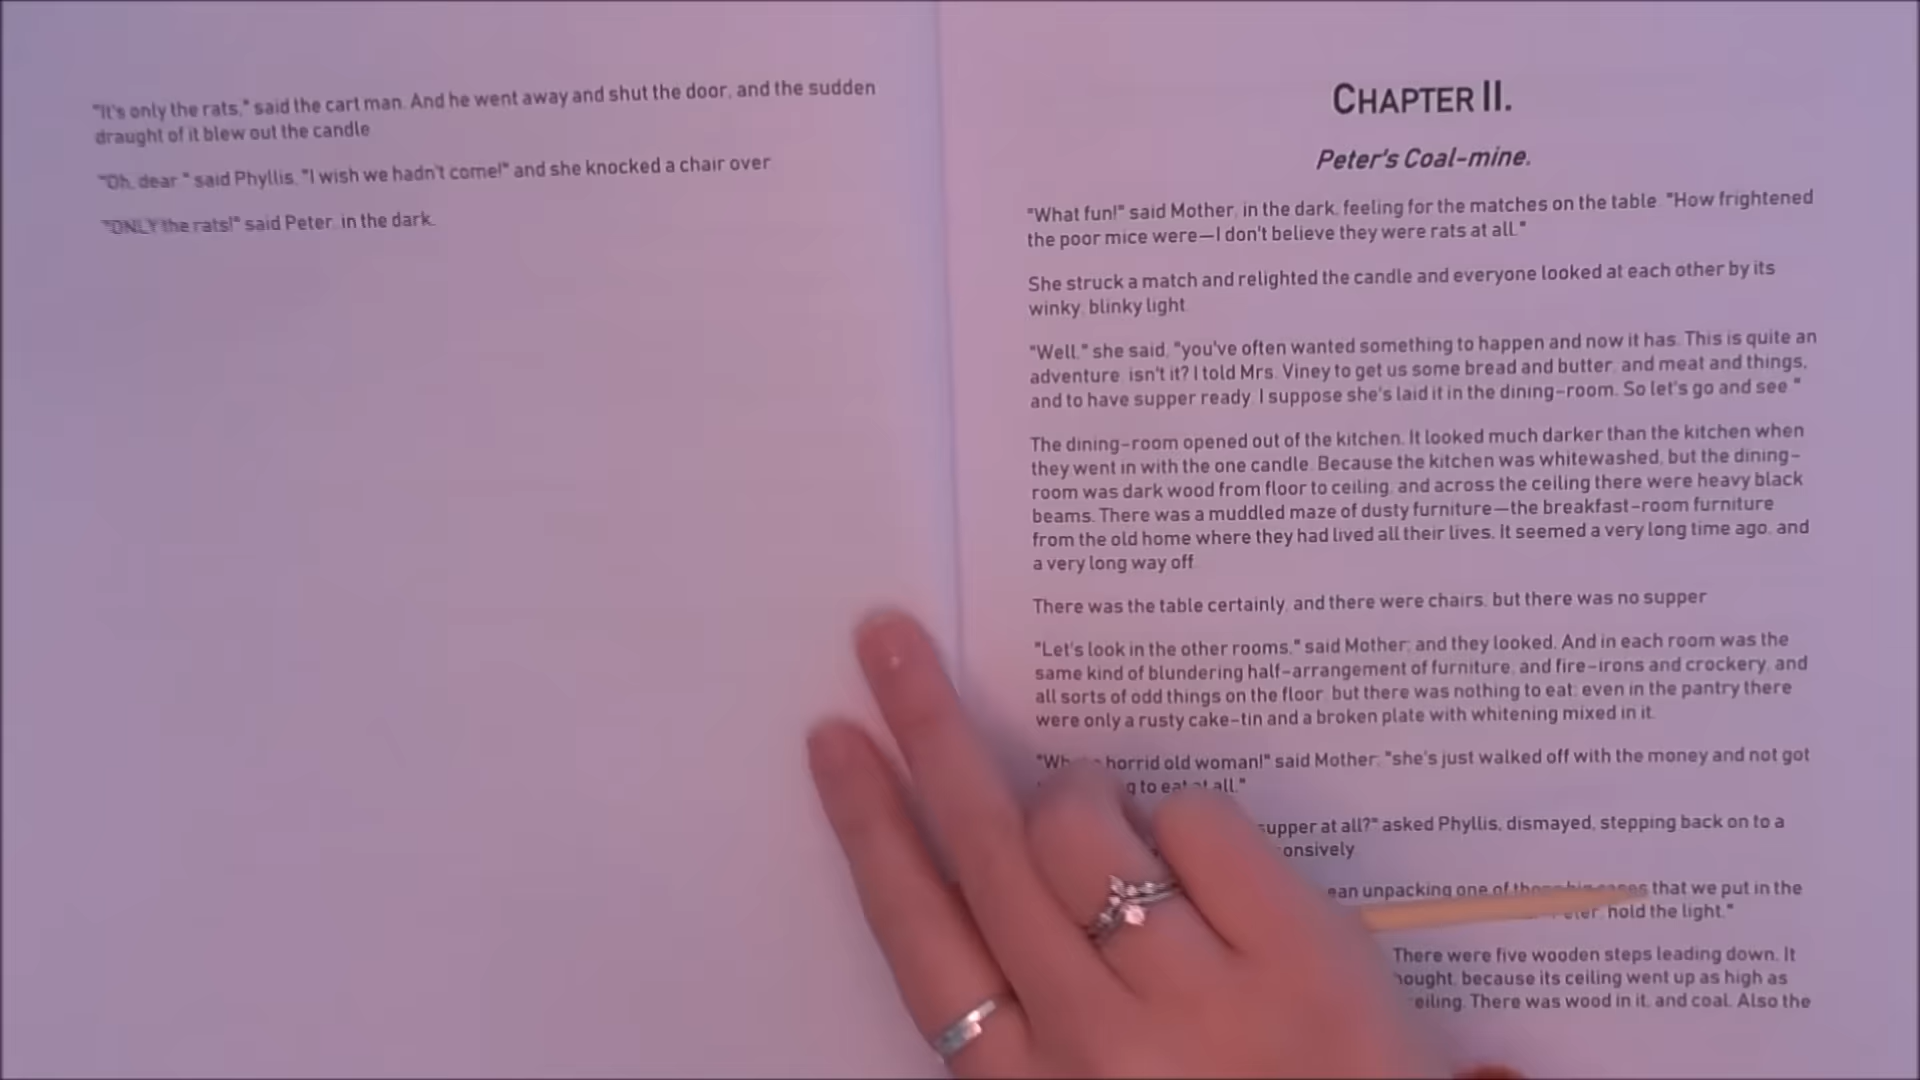 "It's only the rats," said the cart man. And he went away and shut the door, and the sudden
draught of it blew out the candle
"Oh, dear," said Phyllis, "I wish we hadn't come!" and she knocked a chair over
"ONLY the rats!" said Peter, in the dark.
CHAPTER II.
Peter's Coal-mine.
"What fun!" said Mother, in the dark, feeling for the matches on the table. "How frightened
the poor mice were—I don't believe they were rats at all."
She struck a match and relighted the candle and everyone looked at each other by its
winky, blinky light.
"Well," she said, "you've often wanted something to happen and now it has. This is quite an
adventure, isn't it? I told Mrs. Viney to get us some bread and butter, and meat and things,
and to have supper ready. I suppose she's laid it in the dining-room. So let's go and see."
The dining-room opened out of the kitchen. It looked much darker than the kitchen when
they went in with the one candle. Because the kitchen was whitewashed, but the dining-
room was dark wood from floor to ceiling, and across the ceiling there were heavy black
beams. There was a muddled maze of dusty furniture—the breakfast-room furniture
from the old home where they had lived all their lives. It seemed a very long time ago, and
a very long way off.
There was the table certainly, and there were chairs, but there was no supper
"Let's look in the other rooms," said Mother; and they looked. And in each room was the
same kind of blundering half-arrangement of furniture, and fire-irons and crockery, and
all sorts of odd things on the floor, but there was nothing to eat; even in the pantry there
were only a rusty cake-tin and a broken plate with whitening mixed in it.
horrid old woman!" said Mother; "she's just walked off with the money and not got
to eat at all."
supper at all?" asked Phyllis, dismayed, stepping back on to a
unpacking one of those big cases that we put in the
hold the light."
There were five wooden steps leading down. It
because its ceiling went up as high as
There was wood in it, and coal. Also the